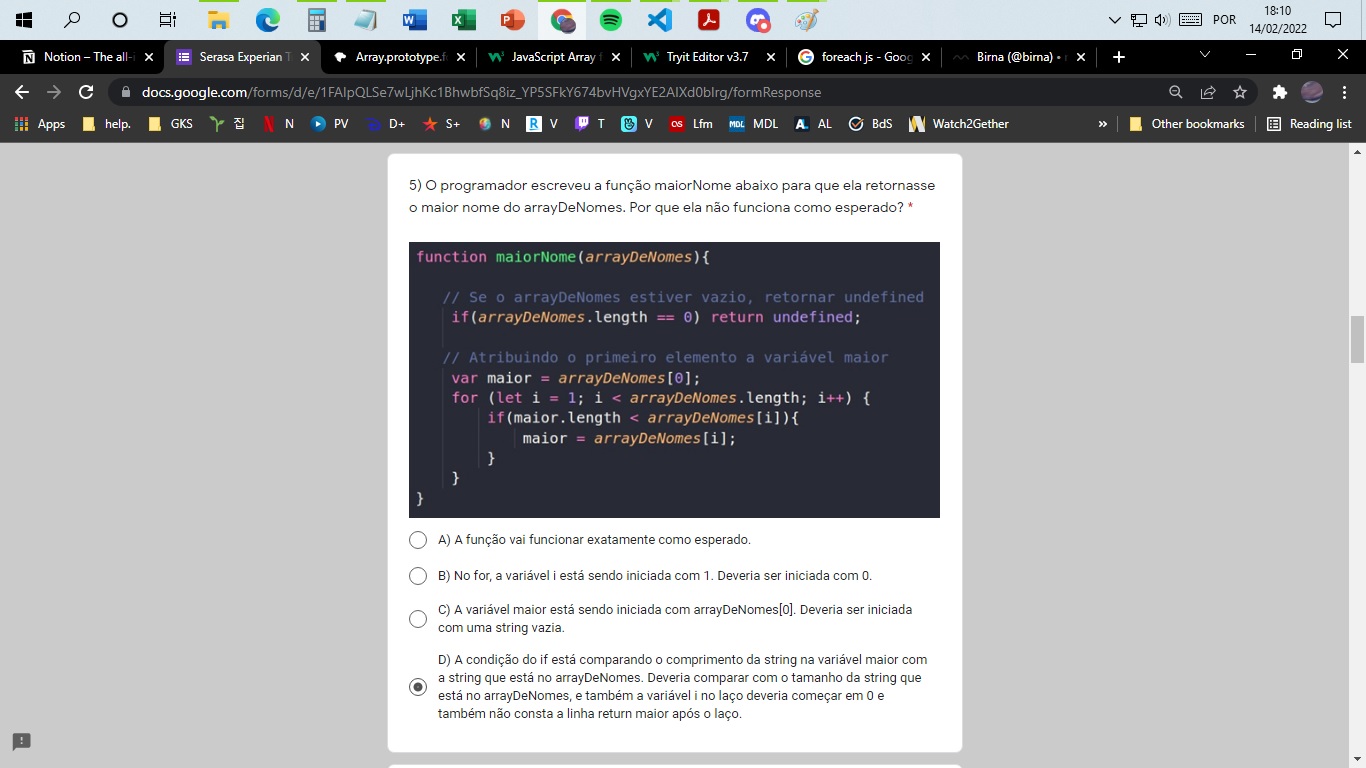 18:10
POR
14/02/2022
Notion – The all-
Serasa Experian T
Array.prototype.f
JavaScript Array f
Tryit Editor v3.7
foreach js - Goog
Birna (@birna) •
docs.google.com/forms/d/e/1FAIpQLSe7wLjhKc1BhwbfSq8iz_YP5SFkY674bvHVgxYE2AIXd0bIrg/formResponse
Apps
help.
GKS
집
N
PV
D+
S+
N
V
T
V
Lfm
MDL
AL
BdS
Watch2Gether
»
Other bookmarks
Reading list
5) O programador escreveu a função maiorNome abaixo para que ela retornasse
o maior nome do arrayDeNomes. Por que ela não funciona como esperado? *
function maiorNome(arrayDeNomes){
// Se o arrayDeNomes estiver vazio, retornar undefined
if(arrayDeNomes.length == 0) return undefined;
// Atribuindo o primeiro elemento a variável maior
var maior = arrayDeNomes[0];
for (let i = 1; i < arrayDeNomes.length; i++) {
if(maior.length < arrayDeNomes[i]){
maior = arrayDeNomes[i];
}
}
}
A) A função vai funcionar exatamente como esperado.
B) No for, a variável i está sendo iniciada com 1. Deveria ser iniciada com 0.
C) A variável maior está sendo iniciada com arrayDeNomes[0]. Deveria ser iniciada
com uma string vazia.
D) A condição do if está comparando o comprimento da string na variável maior com
a string que está no arrayDeNomes. Deveria comparar com o tamanho da string que
está no arrayDeNomes, e também a variável i no laço deveria começar em 0 e
também não consta a linha return maior após o laço.